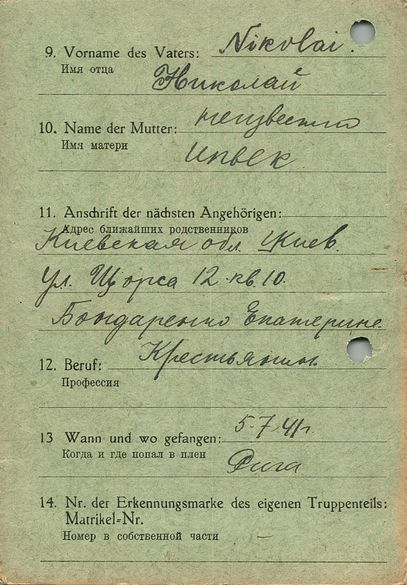 9. Vorname des Vaters: Nikolai.
Имя отца
Николай
10. Name der Mutter: неизвестно
Имя матери
11. Anschrift der nächsten Angehörigen:
Адрес ближайших родственников
Киевская обл. Киев.
ул. Щорса 12 кв. 10.
Бондаренко Екатерине.
12. Beruf: Крестьянин.
Профессия
13 Wann und wo gefangen: 5.7.41г.
Когда и где попал в плен
Рига
14. Nr. der Erkennungsmarke des eigenen Truppenteils:
Matrikel=Nr.
Номер в собственной части –